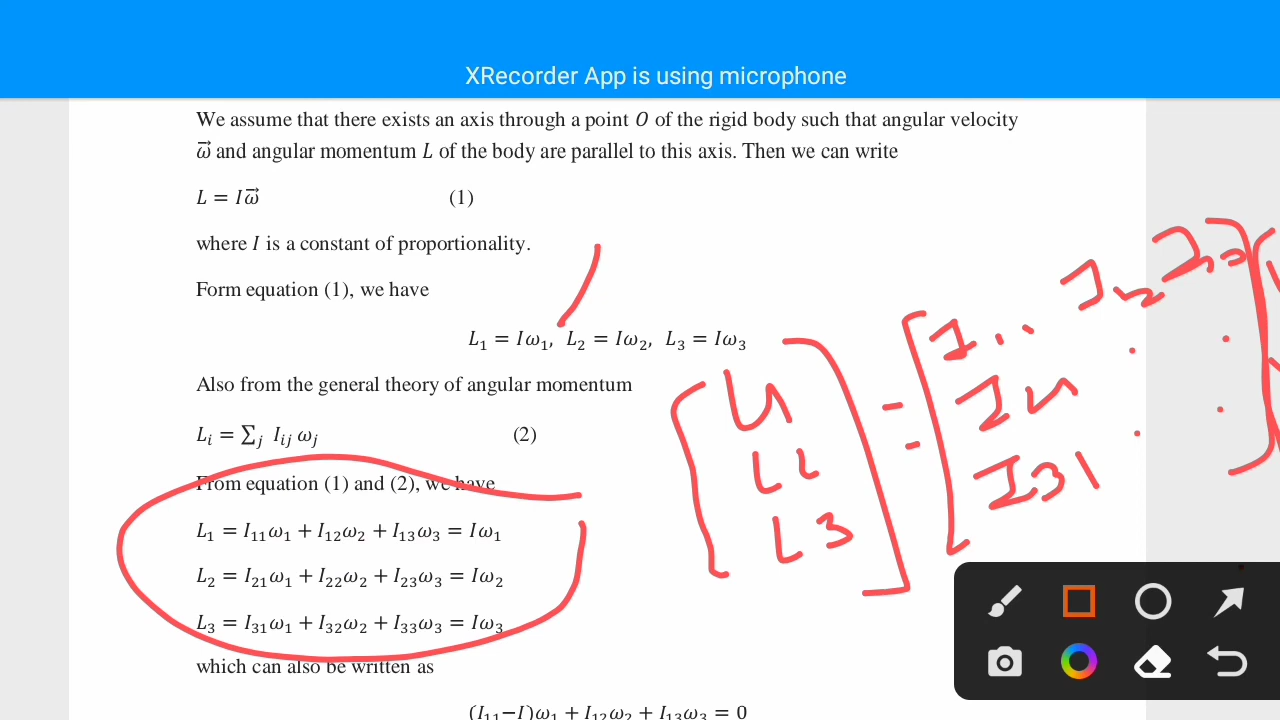 XRecorder App is using microphone
We assume that there exists an axis through a point O of the rigid body such that angular velocity
ω⃗ and angular momentum L of the body are parallel to this axis. Then we can write
L = Iω⃗ (1)
where I is a constant of proportionality.
Form equation (1), we have
L₁ = Iω₁, L₂ = Iω₂, L₃ = Iω₃
Also from the general theory of angular momentum
Lᵢ = ∑ⱼ Iᵢⱼ ωⱼ (2)
From equation (1) and (2), we have
L₁ = I₁₁ω₁ + I₁₂ω₂ + I₁₃ω₃ = Iω₁
L₂ = I₂₁ω₁ + I₂₂ω₂ + I₂₃ω₃ = Iω₂
L₃ = I₃₁ω₁ + I₃₂ω₂ + I₃₃ω₃ = Iω₃
which can also be written as
(I₁₁−I)ω₁ + I₁₂ω₂ + I₁₃ω₃ = 0
L1
L2
L3
=
I31